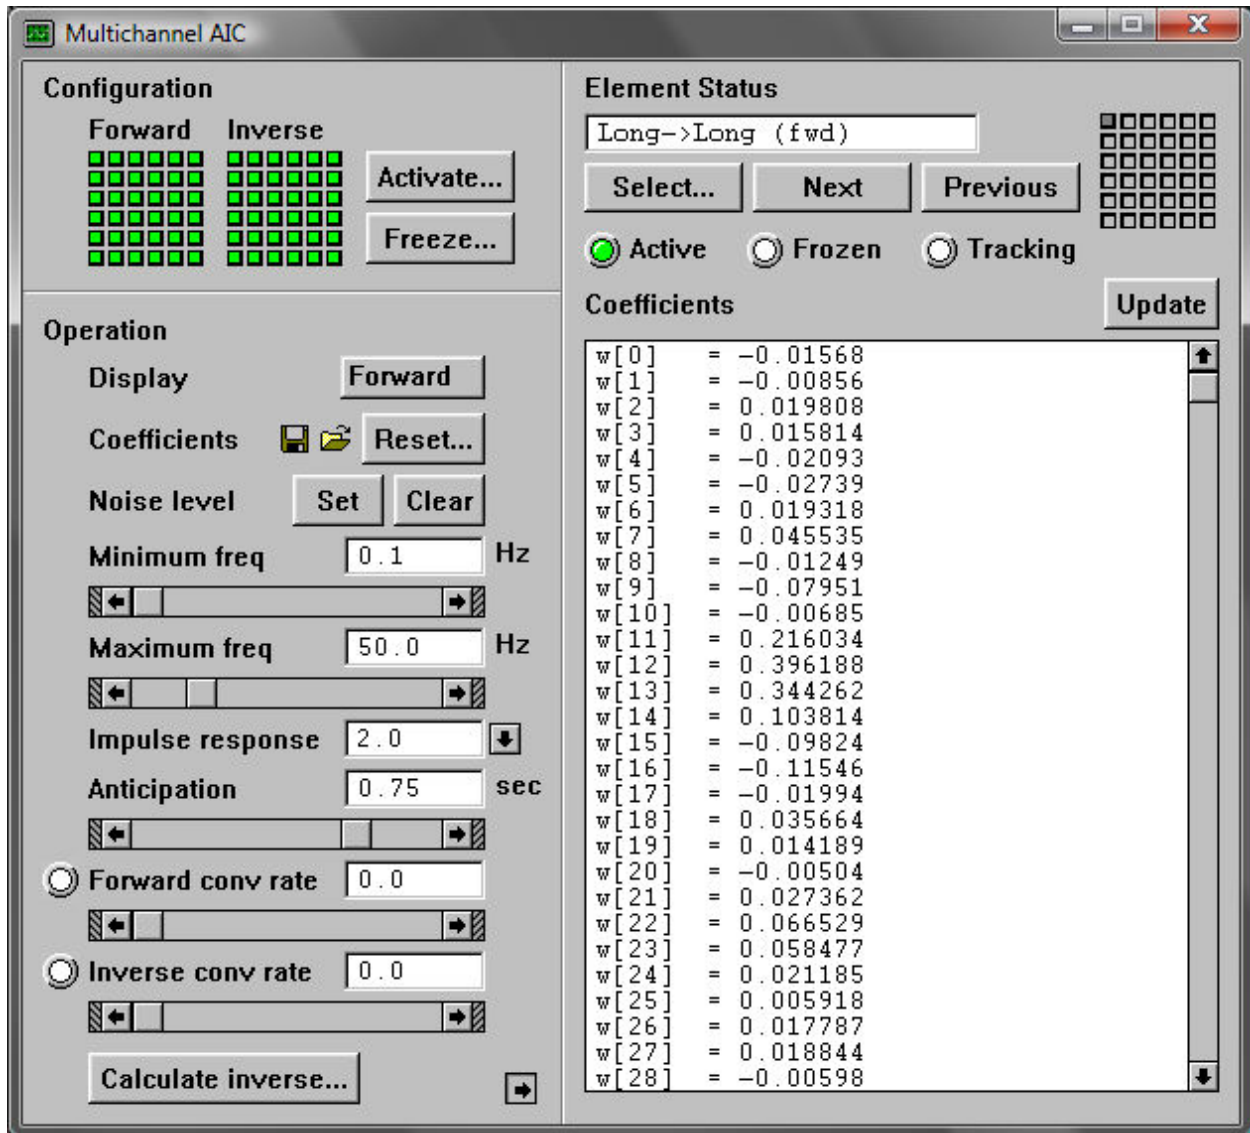 Multichannel AIC
Configuration
Forward Inverse
Activate...
Freeze...
Operation
Display Forward
Coefficients Reset...
Noise level Set Clear
Minimum freq 0.1 Hz
Maximum freq 50.0 Hz
Impulse response 2.0
Anticipation 0.75 sec
Forward conv rate 0.0
Inverse conv rate 0.0
Calculate inverse...
Element Status
Long->Long (fwd)
Select... Next Previous
Active Frozen Tracking
Coefficients Update
w[0] = -0.01568
w[1] = -0.00856
w[2] = 0.019808
w[3] = 0.015814
w[4] = -0.02093
w[5] = -0.02739
w[6] = 0.019318
w[7] = 0.045535
w[8] = -0.01249
w[9] = -0.07951
w[10] = -0.00685
w[11] = 0.216034
w[12] = 0.396188
w[13] = 0.344262
w[14] = 0.103814
w[15] = -0.09824
w[16] = -0.11546
w[17] = -0.01994
w[18] = 0.035664
w[19] = 0.014189
w[20] = -0.00504
w[21] = 0.027362
w[22] = 0.066529
w[23] = 0.058477
w[24] = 0.021185
w[25] = 0.005918
w[26] = 0.017787
w[27] = 0.018844
w[28] = -0.00598